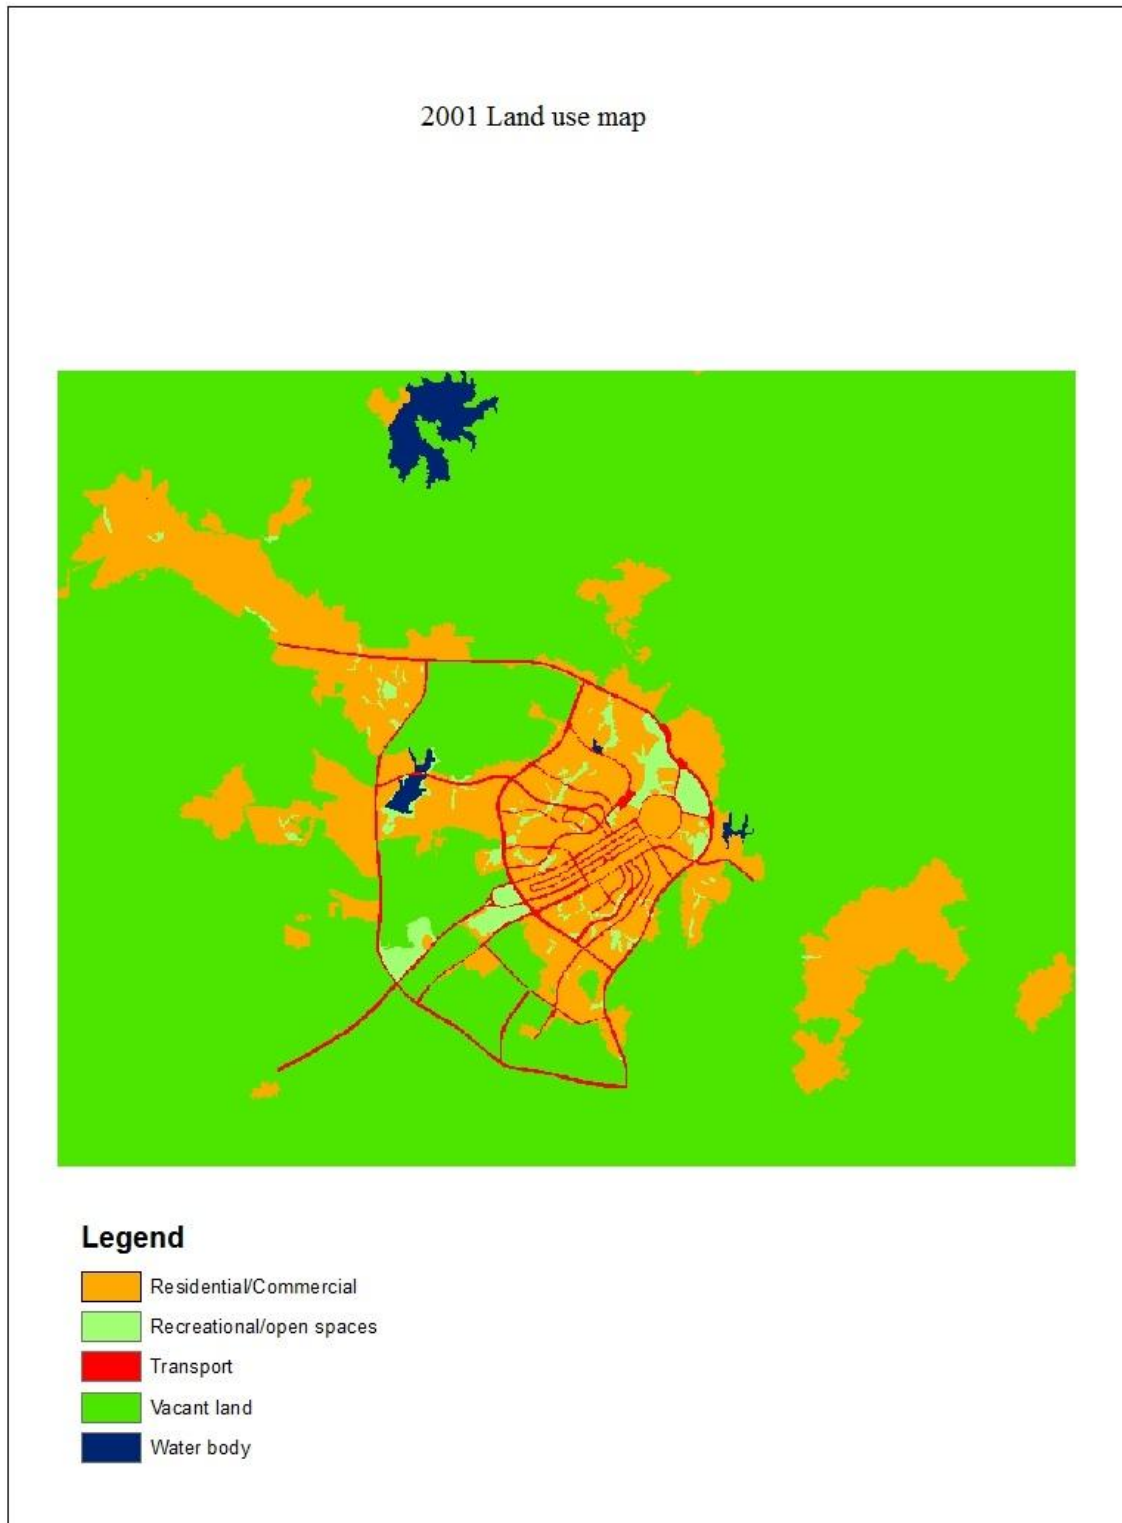 2001 Land use map
Legend
Residential/Commercial
Recreational/open spaces
Transport
Vacant land
Water body